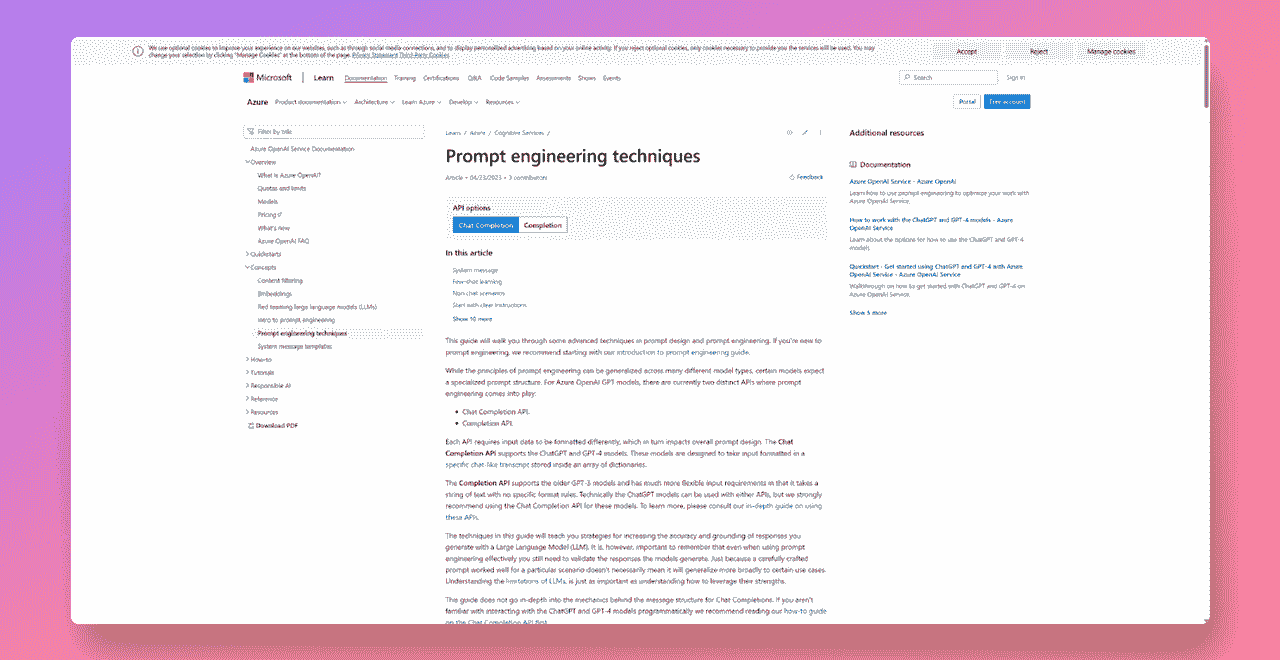 We use optional cookies to improve your experience on our websites, such as through social media connections, and to display personalized advertising based on your online activity. If you reject optional cookies, only cookies necessary to provide you the services will be used. You may
change your selection by clicking "Manage Cookies" at the bottom of the page. Privacy Statement Third-Party Cookies
Accept Reject Manage cookies
Microsoft Learn Documentation Training Certifications Q&A Code Samples Assessments Shows Events Search Sign in
Azure Product documentation Architecture Learn Azure Develop Resources Portal Free account
Filter by title
Azure OpenAI Service Documentation
Overview
What is Azure OpenAI?
Quotas and limits
Models
Pricing
What's new
Azure OpenAI FAQ
Quickstarts
Concepts
Content filtering
Embeddings
Red teaming large language models (LLMs)
Intro to prompt engineering
Prompt engineering techniques
System message templates
How-to
Tutorials
Responsible AI
Reference
Resources
Download PDF
Learn / Azure / Cognitive Services /
Prompt engineering techniques
Article • 04/23/2023 • 3 contributors
Feedback
API options
Chat Completion Completion
In this article
System message
Few-shot learning
Non-chat scenarios
Start with clear instructions
Show 10 more
This guide will walk you through some advanced techniques in prompt design and prompt engineering. If you're new to
prompt engineering, we recommend starting with our introduction to prompt engineering guide.
While the principles of prompt engineering can be generalized across many different model types, certain models expect
a specialized prompt structure. For Azure OpenAI GPT models, there are currently two distinct APIs where prompt
engineering comes into play:
• Chat Completion API.
• Completion API.
Each API requires input data to be formatted differently, which in turn impacts overall prompt design. The Chat
Completion API supports the ChatGPT and GPT-4 models. These models are designed to take input formatted in a
specific chat-like transcript stored inside an array of dictionaries.
The Completion API supports the older GPT-3 models and has much more flexible input requirements in that it takes a
string of text with no specific format rules. Technically the ChatGPT models can be used with either APIs, but we strongly
recommend using the Chat Completion API for these models. To learn more, please consult our in-depth guide on using
these APIs.
The techniques in this guide will teach you strategies for increasing the accuracy and grounding of responses you
generate with a Large Language Model (LLM). It is, however, important to remember that even when using prompt
engineering effectively you still need to validate the responses the models generate. Just because a carefully crafted
prompt worked well for a particular scenario doesn't necessarily mean it will generalize more broadly to certain use cases.
Understanding the limitations of LLMs, is just as important as understanding how to leverage their strengths.
This guide does not go in-depth into the mechanics behind the message structure for Chat Completions. If you aren't
familiar with interacting with the ChatGPT and GPT-4 models programmatically we recommend reading our how-to guide
on the Chat Completion API first.
Additional resources
Documentation
Azure OpenAI Service - Azure OpenAI
Learn how to use prompt engineering to optimize your work with
Azure OpenAI Service.
How to work with the ChatGPT and GPT-4 models - Azure
OpenAI Service
Learn about the options for how to use the ChatGPT and GPT-4
models
Quickstart - Get started using ChatGPT and GPT-4 with Azure
OpenAI Service - Azure OpenAI Service
Walkthrough on how to get started with ChatGPT and GPT-4 on
Azure OpenAI Service.
Show 5 more